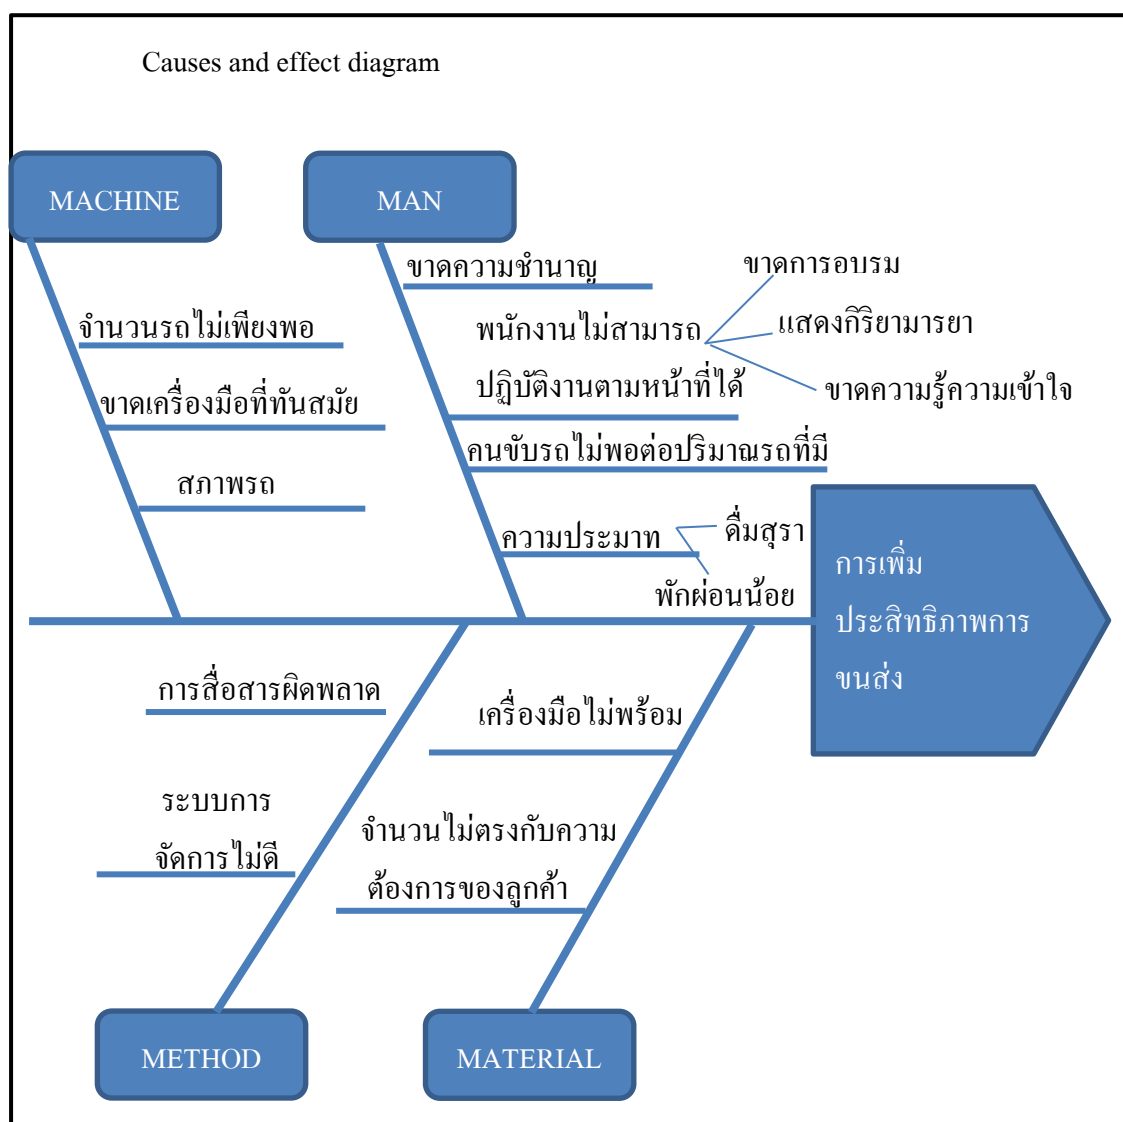 Causes and effect diagram
MACHINE
MAN
ขาดความชำนาญ
ขาดการอบรม
จำนวนรถไม่เพียงพอ
พนักงานไม่สามารถ
แสดงกิริยามารยา
ปฏิบัติงานตามหน้าที่ได้
ขาดความรู้ความเข้าใจ
ขาดเครื่องมือที่ทันสมัย
คนขับรถไม่พอต่อปริมาณรถที่มี
สภาพรถ
ความประมาท
ดื่มสุรา
พักผ่อนน้อย
การเพิ่ม
ประสิทธิภาพการ
ขนส่ง
การสื่อสารผิดพลาด
เครื่องมือไม่พร้อม
ระบบการ
จัดการไม่ดี
จำนวนไม่ตรงกับความ
ต้องการของลูกค้า
METHOD
MATERIAL